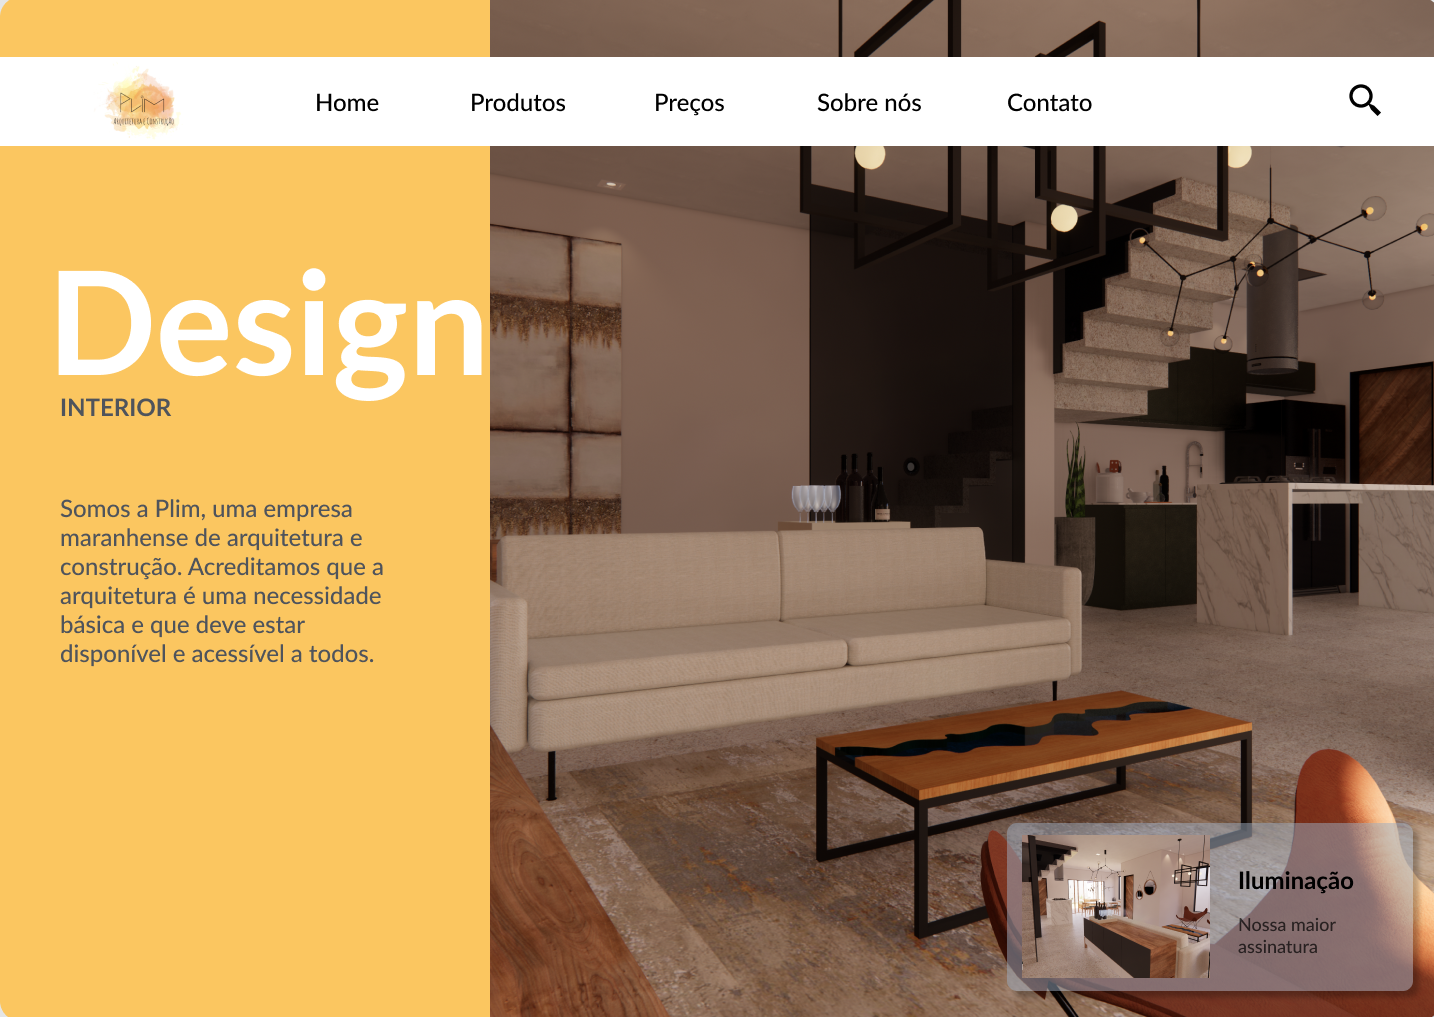 PLIM
ARQUITETURA E CONSTRUÇÃO
Home
Produtos
Preços
Sobre nós
Contato
Design
INTERIOR
Somos a Plim, uma empresa
maranhense de arquitetura e
construção. Acreditamos que a
arquitetura é uma necessidade
básica e que deve estar
disponível e acessível a todos.
Iluminação
Nossa maior
assinatura